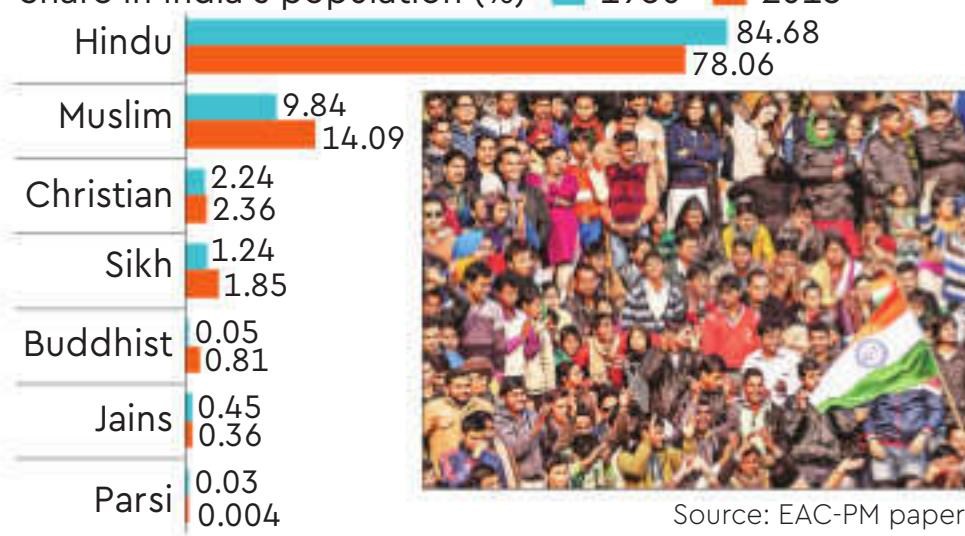 Hindu
84.68
78.06
Muslim
9.84
14.09
Christian
2.24
2.36
Sikh
1.24
1.85
Buddhist
0.05
0.81
Jains
0.45
0.36
Parsi
0.03
0.004
Source: EAC-PM paper